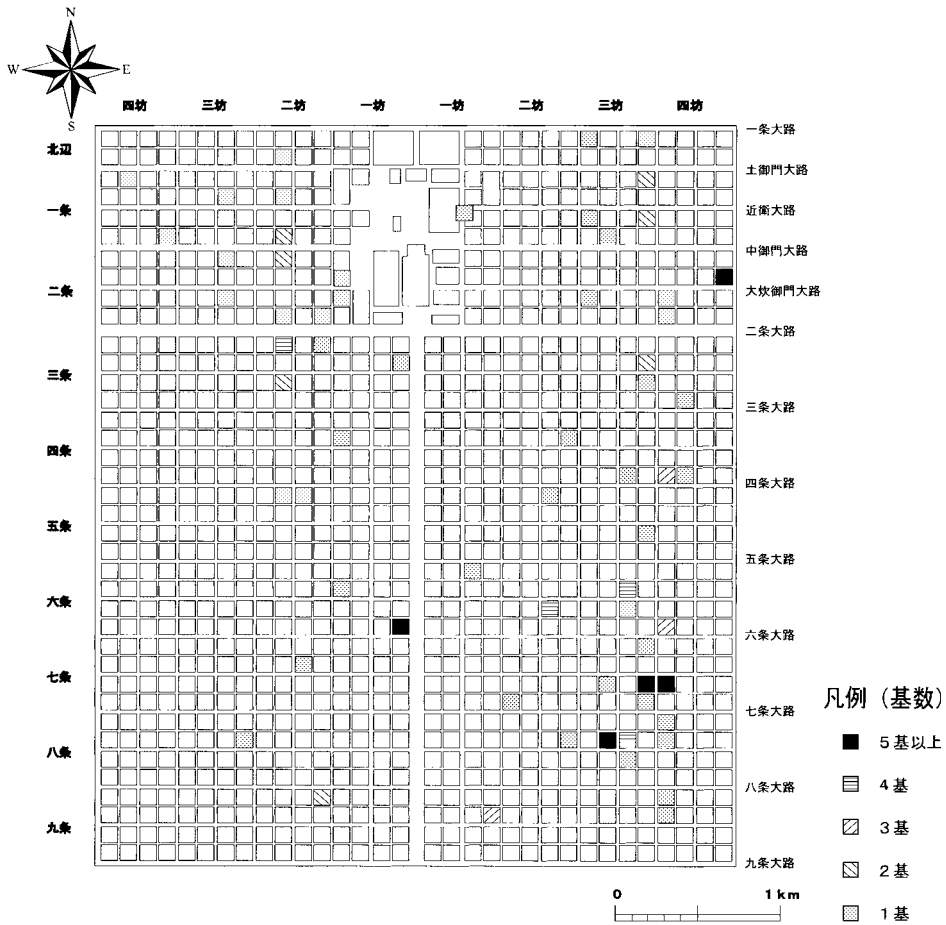 N
W E
S
四坊 三坊 二坊 一坊 一坊 二坊 三坊 四坊
一条大路
北辺
土御門大路
一条
近衛大路
中御門大路
二条
大炊御門大路
二条大路
三条
三条大路
四条
四条大路
五条
五条大路
六条
六条大路
七条
七条大路
八条
八条大路
九条
九条大路
凡例（基数）
5基以上
4基
3基
2基
1基
0 1km